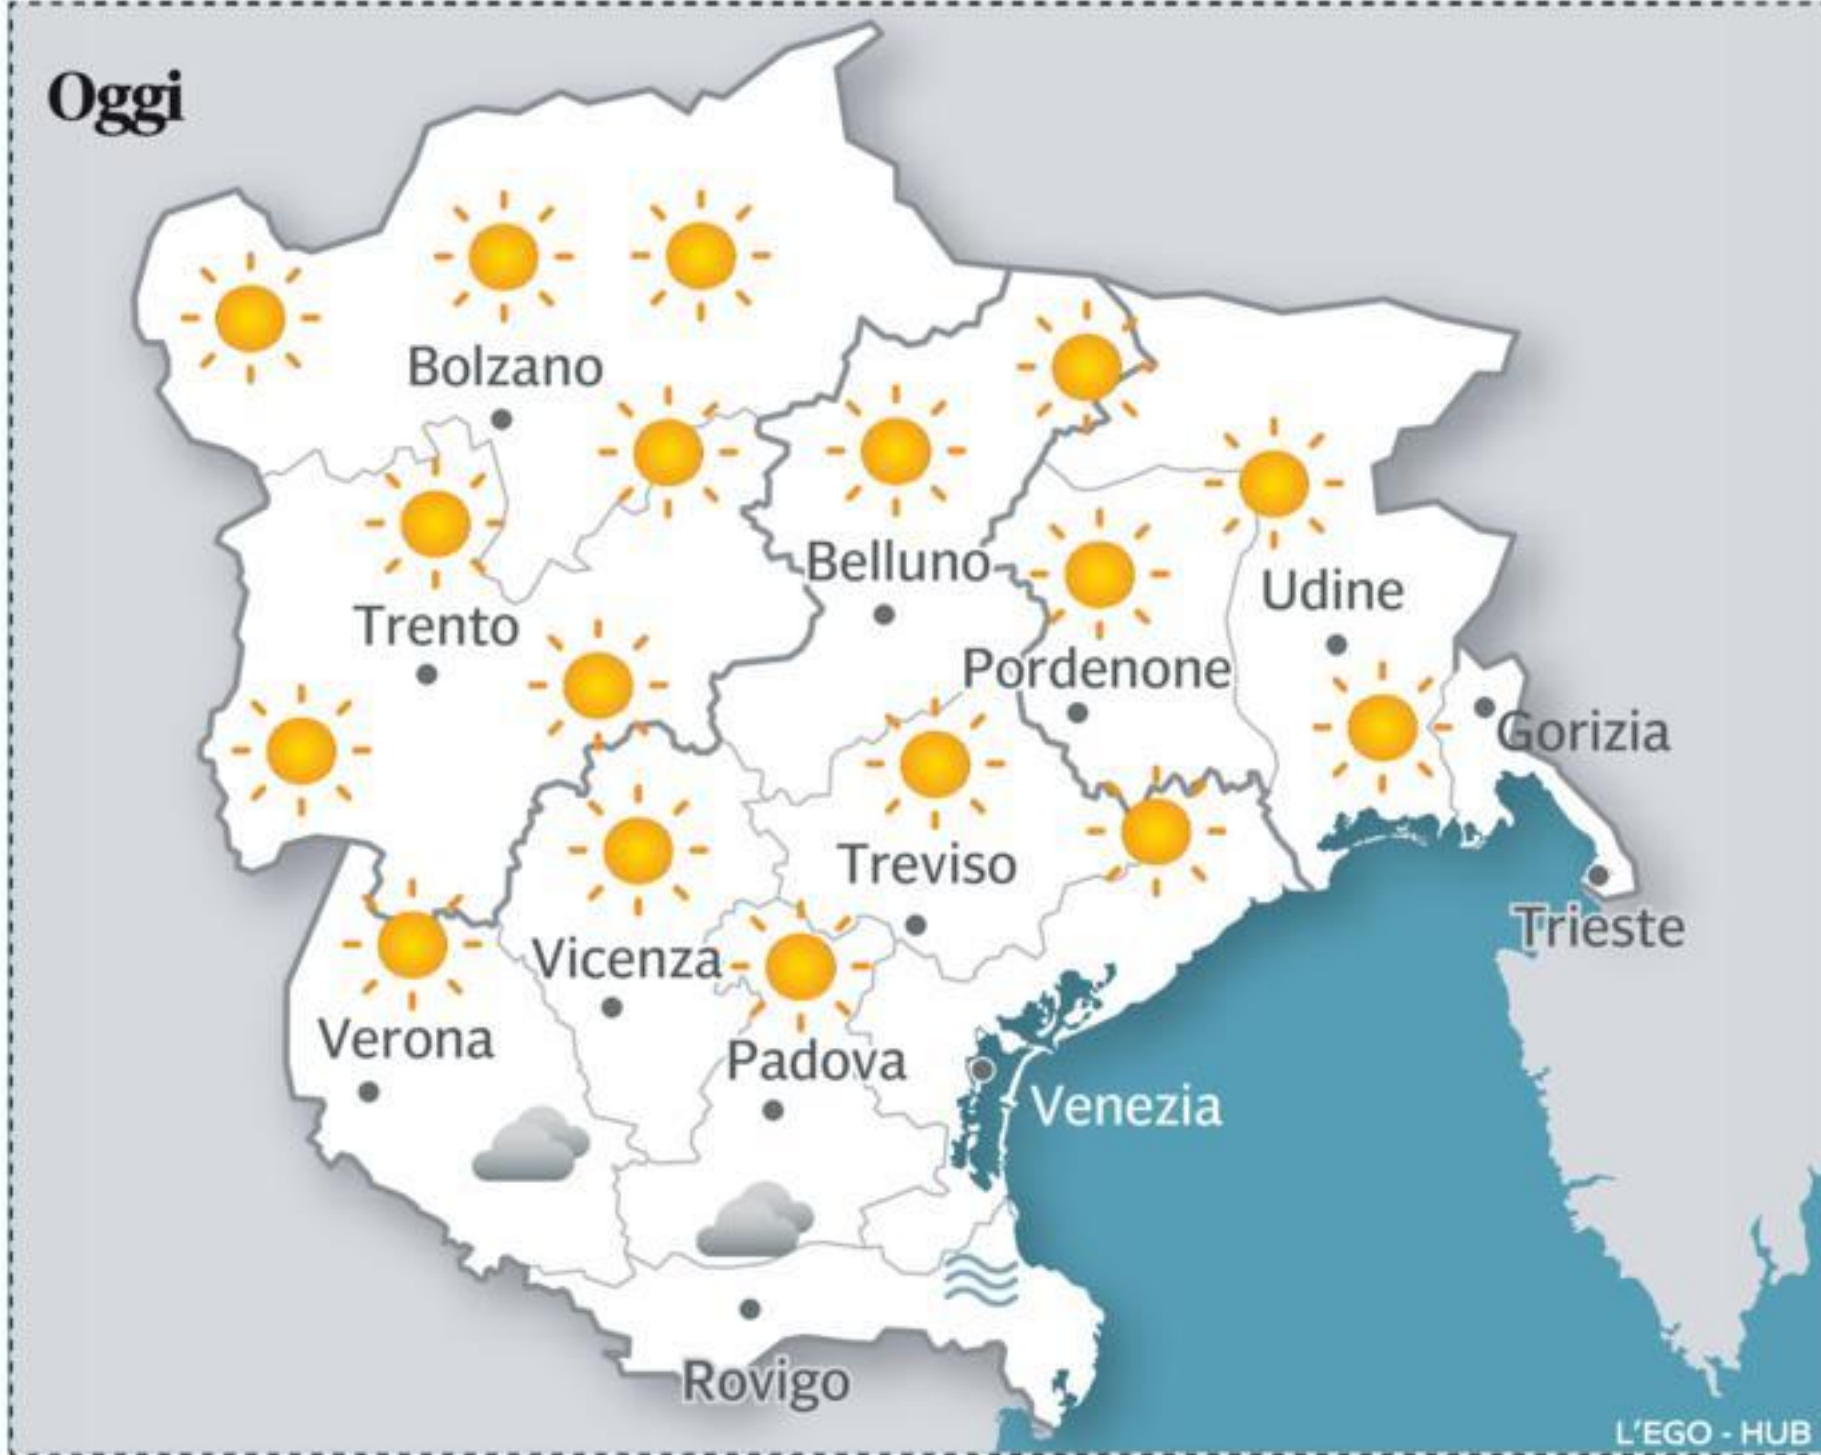 Oggi
Bolzano
Belluno
Udine
Trento
Pordenone
Gorizia
Treviso
Trieste
Vicenza
Verona
Padova
Venezia
Rovigo
L'EGO - HUB